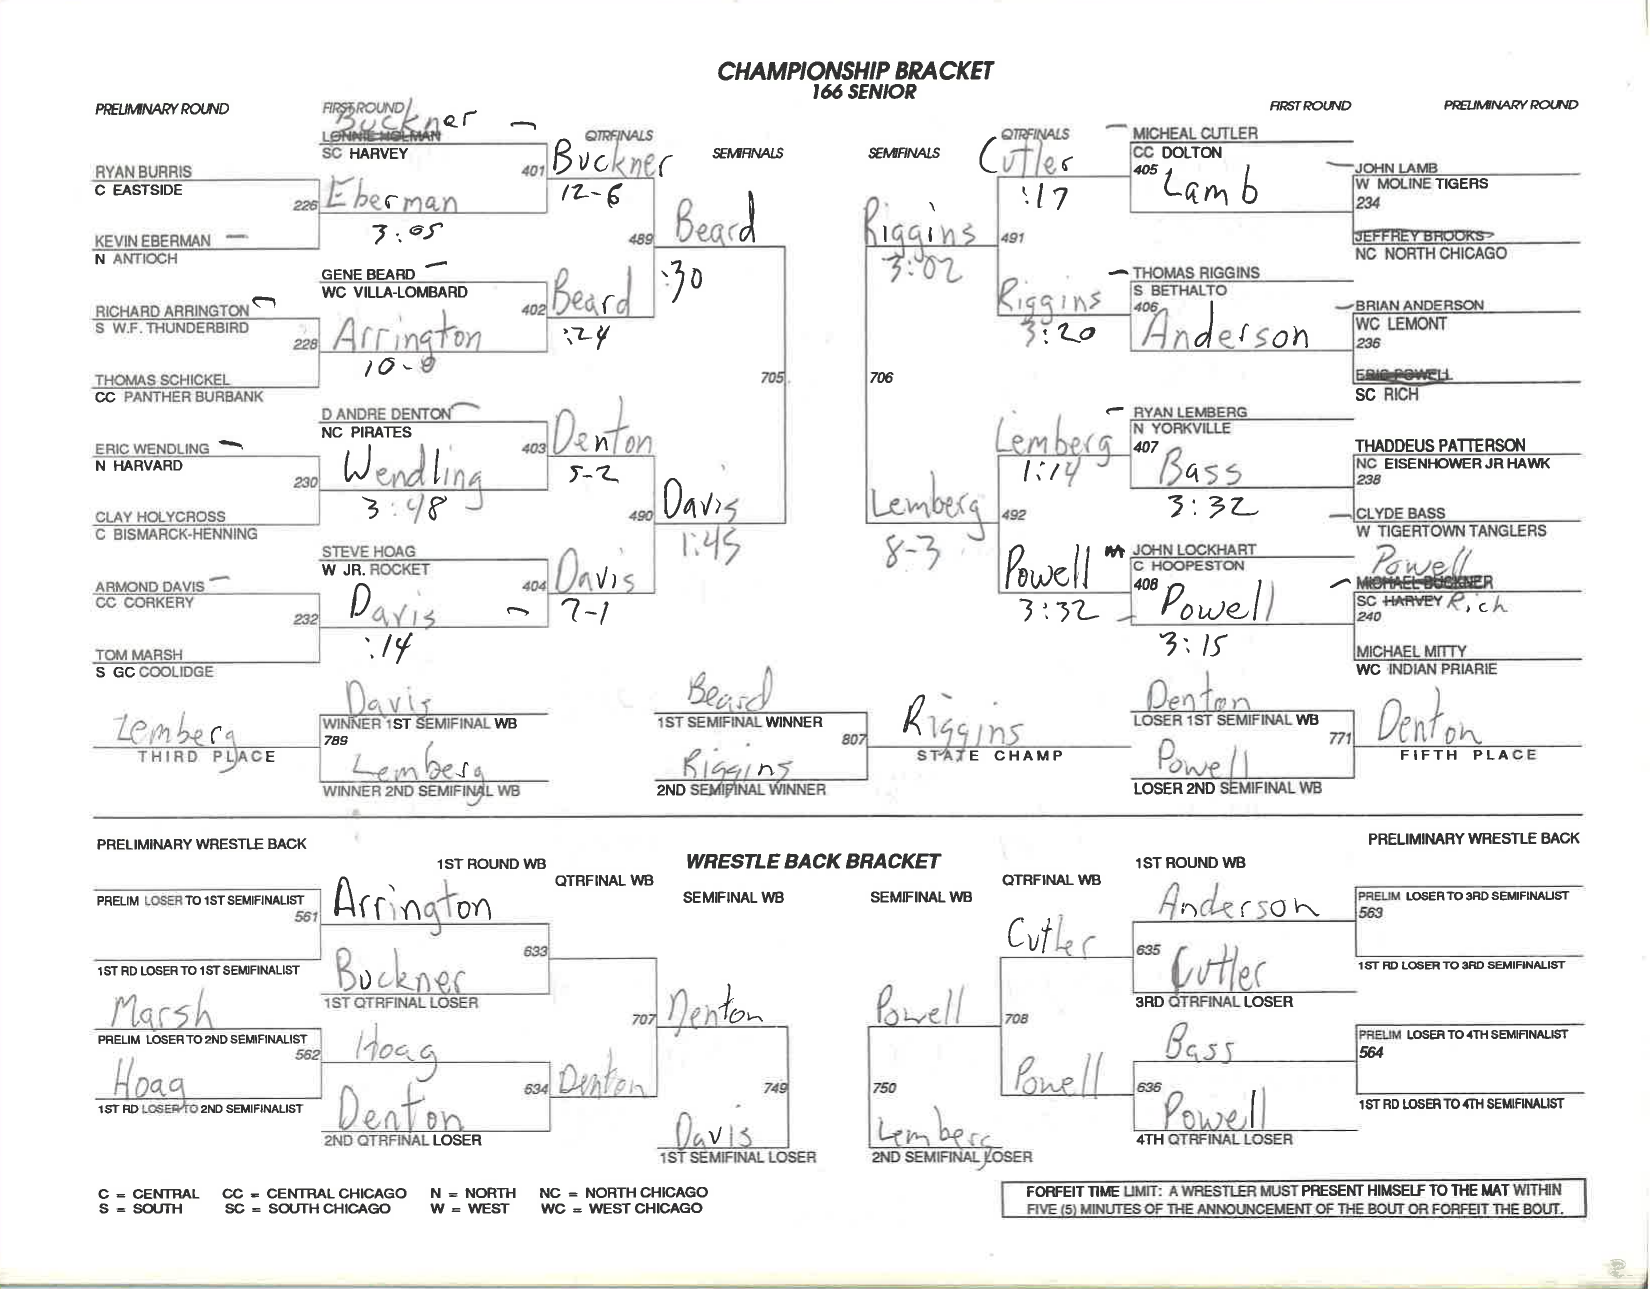 CHAMPIONSHIP BRACKET
166 SENIOR
PRELIMINARY ROUND
FIRST ROUND
QTRFINALS
SEMIFINALS
SEMIFINALS
QTRFINALS
FIRST ROUND
PRELIMINARY ROUND
Buckner
LONNIE HOLMAN
SC HARVEY
RYAN BURRIS
C EASTSIDE
226
Eberman
3:05
KEVIN EBERMAN
N ANTIOCH
401
Buckner
12-6
GENE BEARD
WC VILLA-LOMBARD
RICHARD ARRINGTON
S W.F. THUNDERBIRD
228
Arrington
10-0
THOMAS SCHICKEL
CC PANTHER BURBANK
402
Beard
:24
489
Beard
:30
D ANDRE DENTON
NC PIRATES
ERIC WENDLING
N HARVARD
230
Wendling
3:48
CLAY HOLYCROSS
C BISMARCK-HENNING
403
Denton
5-2
STEVE HOAG
W JR. ROCKET
ARMOND DAVIS
CC CORKERY
232
Davis
:14
TOM MARSH
S GC COOLIDGE
404
Davis
7-1
490
Davis
1:45
705
MICHEAL CUTLER
CC DOLTON
405
Lamb
JOHN LAMB
W MOLINE TIGERS
234
JEFFREY BROOKS
NC NORTH CHICAGO
Cutler
:17
THOMAS RIGGINS
S BETHALTO
406
Anderson
BRIAN ANDERSON
WC LEMONT
236
ERIC POWELL
SC RICH
Riggins
3:20
491
Riggins
3:02
706
RYAN LEMBERG
N YORKVILLE
407
Bass
3:32
THADDEUS PATTERSON
NC EISENHOWER JR HAWK
238
CLYDE BASS
W TIGERTOWN TANGLERS
Lemberg
1:14
JOHN LOCKHART
C HOOPESTON
408
Powell
3:15
Powell
MICHAEL BUCKNER
SC HARVEY Rich
240
MICHAEL MITTY
WC INDIAN PRIARIE
Powell
3:32
492
Lemberg
8-3
Lemberg
THIRD PLACE
Davis
WINNER 1ST SEMIFINAL WB
789
Lemberg
WINNER 2ND SEMIFINAL WB
Beard
1ST SEMIFINAL WINNER
807
Riggins
2ND SEMIFINAL WINNER
Riggins
STATE CHAMP
Denton
LOSER 1ST SEMIFINAL WB
771
Powell
LOSER 2ND SEMIFINAL WB
Denton
FIFTH PLACE
PRELIMINARY WRESTLE BACK
1ST ROUND WB
QTRFINAL WB
WRESTLE BACK BRACKET
SEMIFINAL WB
SEMIFINAL WB
QTRFINAL WB
1ST ROUND WB
PRELIMINARY WRESTLE BACK
PRELIM LOSER TO 1ST SEMIFINALIST
561
1ST RD LOSER TO 1ST SEMIFINALIST
Arrington
633
Buckner
1ST QTRFINAL LOSER
Marsh
PRELIM LOSER TO 2ND SEMIFINALIST
562
Hoag
1ST RD LOSER TO 2ND SEMIFINALIST
Hoag
634
Denton
2ND QTRFINAL LOSER
Denton
707
Denton
749
Davis
1ST SEMIFINAL LOSER
Powell
750
Lemberg
2ND SEMIFINAL LOSER
Cutler
708
Powell
Anderson
635
Cutler
3RD QTRFINAL LOSER
Bass
636
Powell
4TH QTRFINAL LOSER
PRELIM LOSER TO 3RD SEMIFINALIST
563
1ST RD LOSER TO 3RD SEMIFINALIST
PRELIM LOSER TO 4TH SEMIFINALIST
564
1ST RD LOSER TO 4TH SEMIFINALIST
C = CENTRAL CC = CENTRAL CHICAGO N = NORTH NC = NORTH CHICAGO
S = SOUTH SC = SOUTH CHICAGO W = WEST WC = WEST CHICAGO
FORFEIT TIME LIMIT: A WRESTLER MUST PRESENT HIMSELF TO THE MAT WITHIN
FIVE (5) MINUTES OF THE ANNOUNCEMENT OF THE BOUT OR FORFEIT THE BOUT.